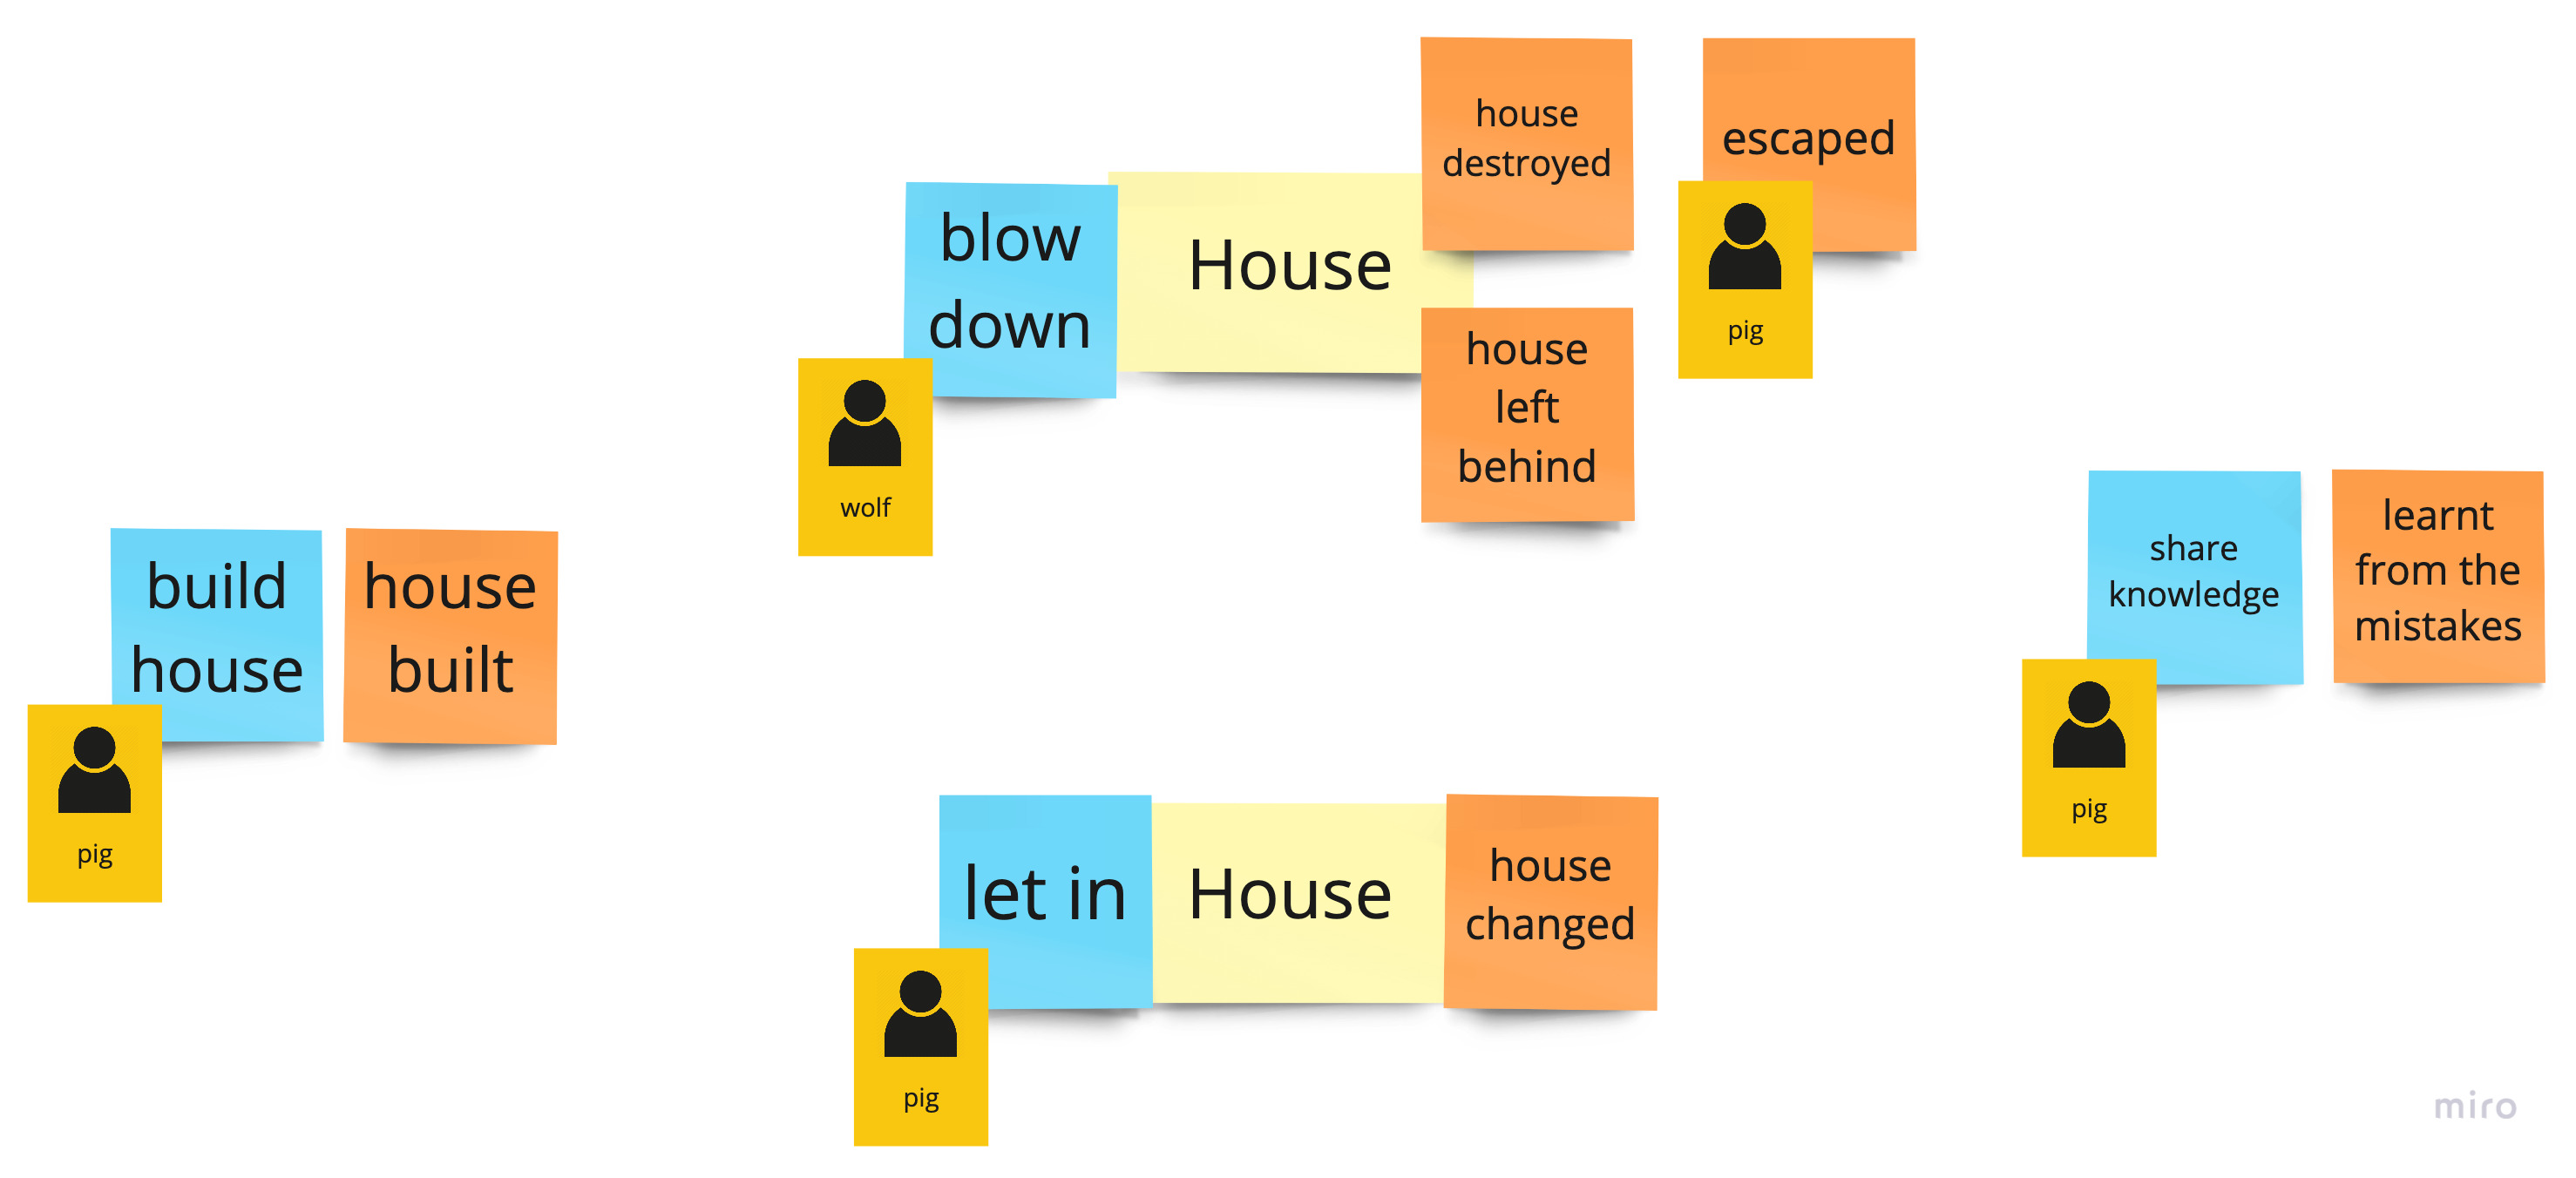 build
house
pig
house
built
blow
down
wolf
House
house
destroyed
house
left
behind
escaped
pig
let in
pig
House
house
changed
share
knowledge
pig
learnt
from the
mistakes
miro